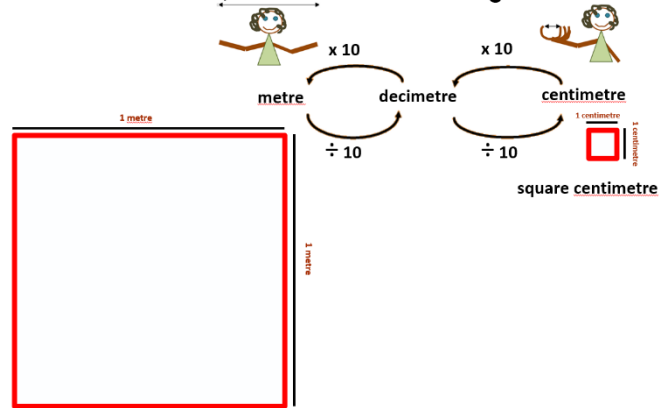 x 10
x 10
metre
decimetre
centimetre
1 metre
1 centimetre
1 centimetre
÷ 10
÷ 10
square centimetre
1 metre